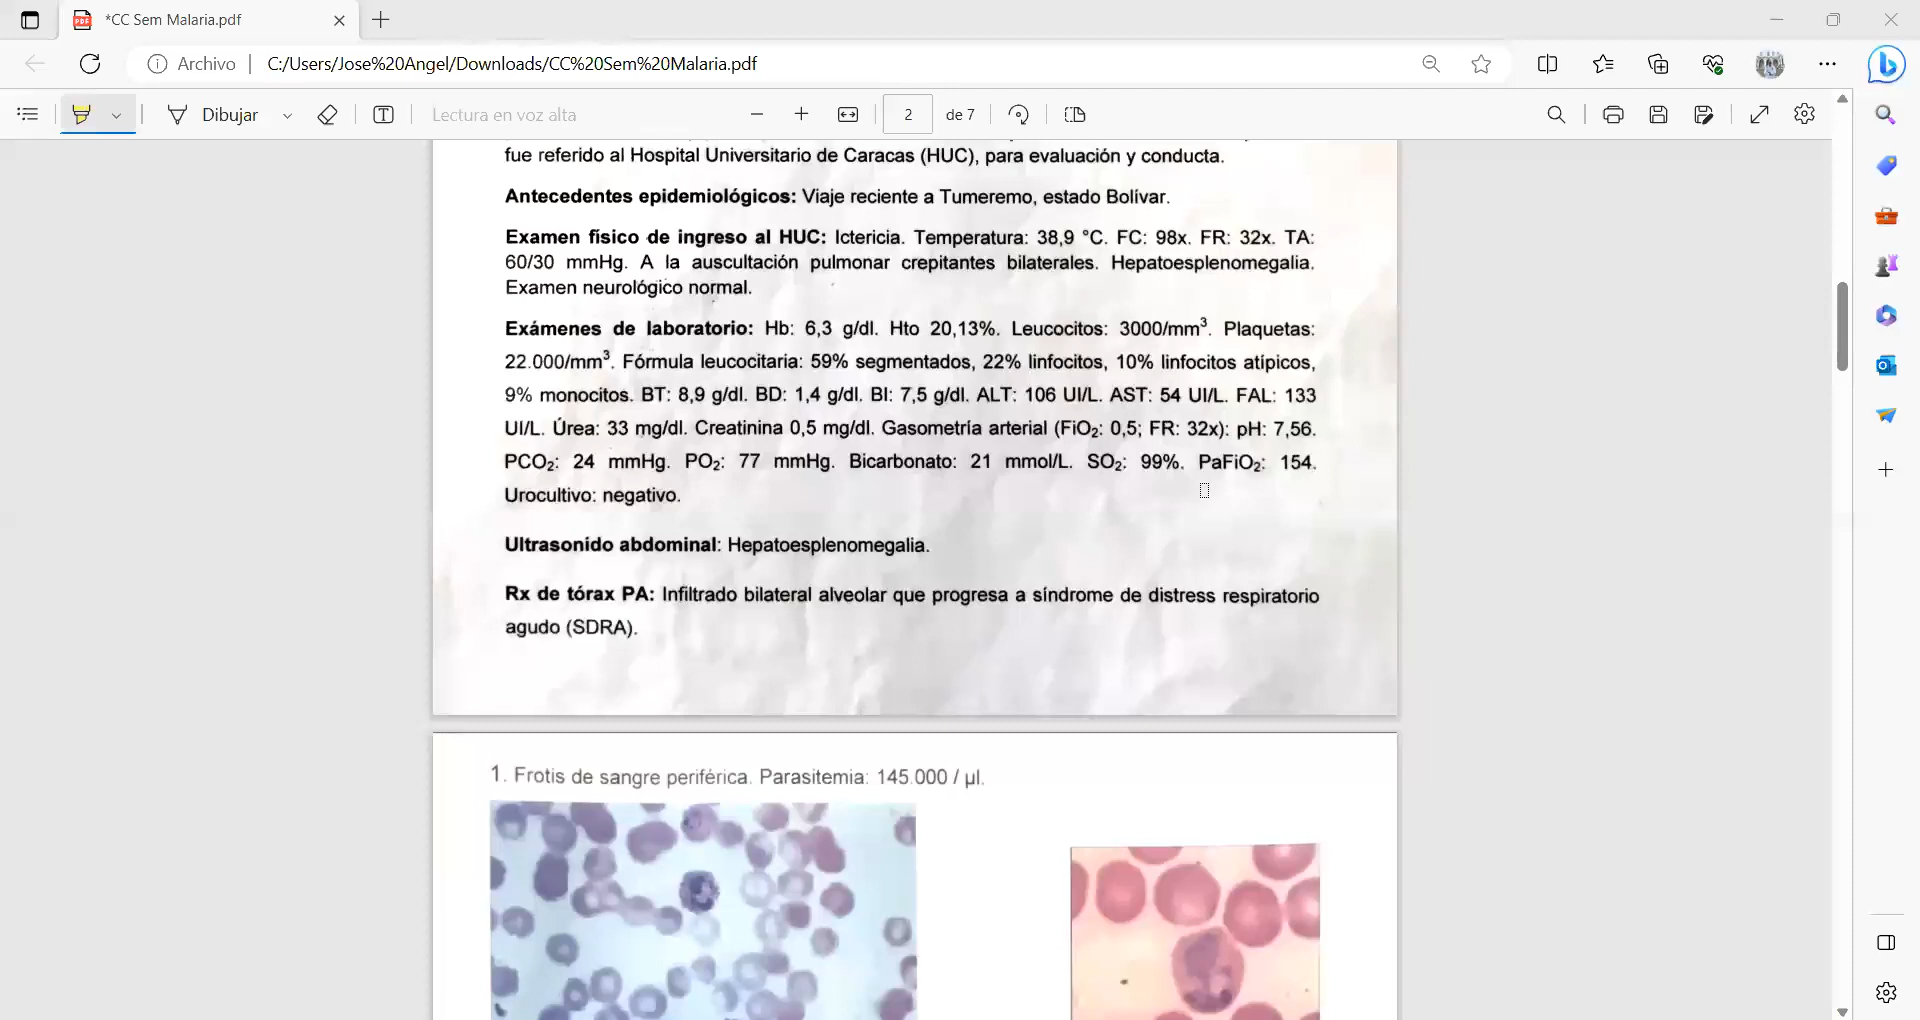 *CC Sem Malaria.pdf
Archivo
C:/Users/Jose%20Angel/Downloads/CC%20Sem%20Malaria.pdf
Dibujar
Lectura en voz alta
2
de 7
fue referido al Hospital Universitario de Caracas (HUC), para evaluación y conducta.
Antecedentes epidemiológicos: Viaje reciente a Tumeremo, estado Bolívar.
Examen físico de ingreso al HUC: Ictericia. Temperatura: 38,9 °C. FC: 98x. FR: 32x. TA:
60/30 mmHg. A la auscultación pulmonar crepitantes bilaterales. Hepatoesplenomegalia.
Examen neurológico normal.
Exámenes de laboratorio: Hb: 6,3 g/dl. Hto 20,13%. Leucocitos: 3000/mm³. Plaquetas:
22.000/mm³. Fórmula leucocitaria: 59% segmentados, 22% linfocitos, 10% linfocitos atípicos,
9% monocitos. BT: 8,9 g/dl. BD: 1,4 g/dl. BI: 7,5 g/dl. ALT: 106 UI/L. AST: 54 UI/L. FAL: 133
UI/L. Úrea: 33 mg/dl. Creatinina 0,5 mg/dl. Gasometría arterial (FiO₂: 0,5; FR: 32x): pH: 7,56.
PCO₂: 24 mmHg. PO₂: 77 mmHg. Bicarbonato: 21 mmol/L. SO₂: 99%. PaFiO₂: 154.
Urocultivo: negativo.
Ultrasonido abdominal: Hepatoesplenomegalia.
Rx de tórax PA: Infiltrado bilateral alveolar que progresa a síndrome de distress respiratorio
agudo (SDRA).
1. Frotis de sangre periférica. Parasitemia: 145.000 / µl.